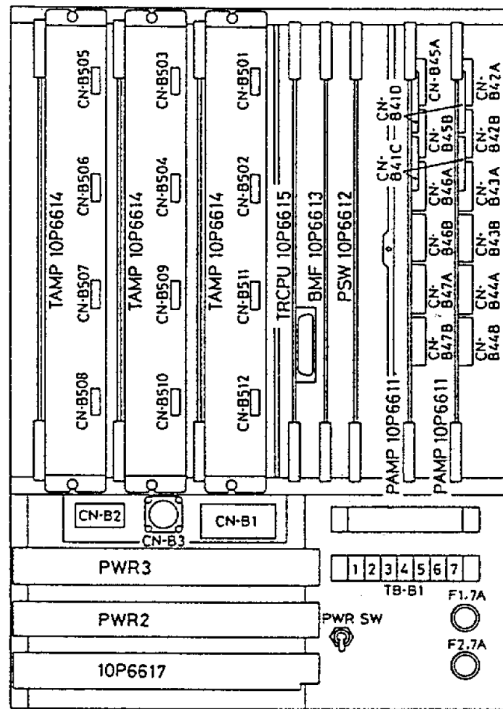 CN-B505
CN-B506
CN-B507
CN-B508
TAMP 10P6614
CN-B503
CN-B504
CN-B509
CN-B510
TAMP 10P6614
CN-B501
CN-B502
CN-B511
CN-B512
TAMP 10P6614
TRCPU 10P6615
BMF 10P6613
PSW 10P6612
PAMP 10P6611
CN-B41D
CN-B41C
CN-B45A
CN-B45B
CN-B46A
CN-B46B
CN-B47A
CN-B47B
PAMP 10P6611
CN-B42A
CN-B42B
CN-B43A
CN-B43B
CN-B44A
CN-B44B
CN-B2
CN-B3
CN-B1
PWR3
1 2 3 4 5 6 7
TB-B1
F1.7A
PWR2
PWR SW
F2.7A
10P6617